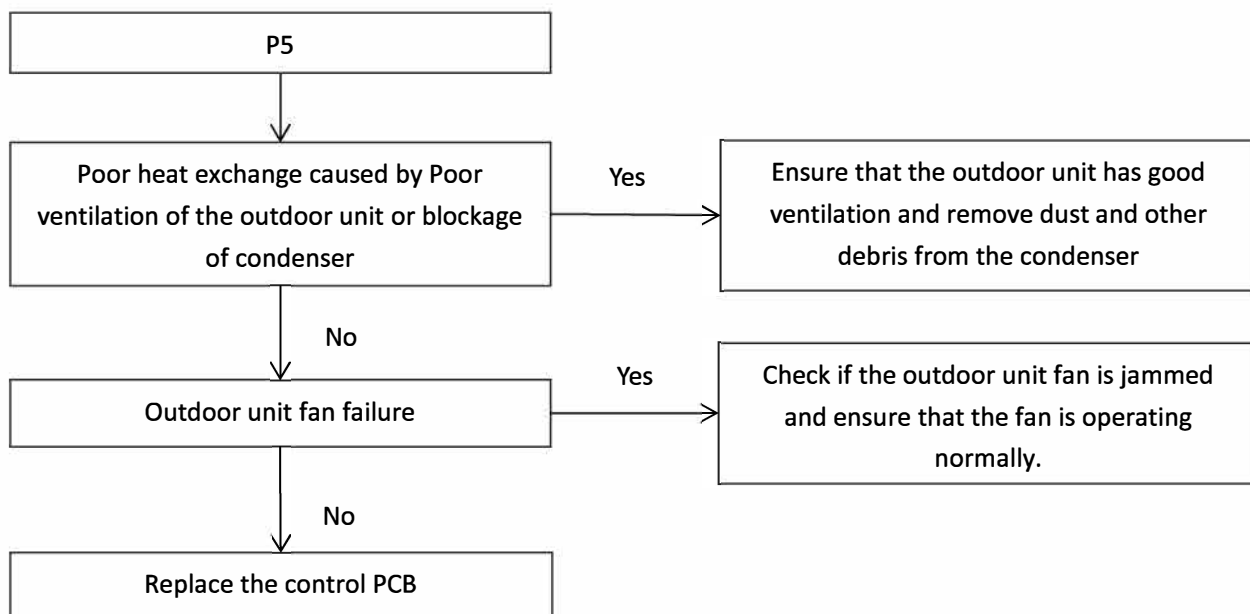 P5
Poor heat exchange caused by Poor
ventilation of the outdoor unit or blockage
of condenser
Yes
Ensure that the outdoor unit has good
ventilation and remove dust and other
debris from the condenser
No
Outdoor unit fan failure
Yes
Check if the outdoor unit fan is jammed
and ensure that the fan is operating
normally.
No
Replace the control PCB